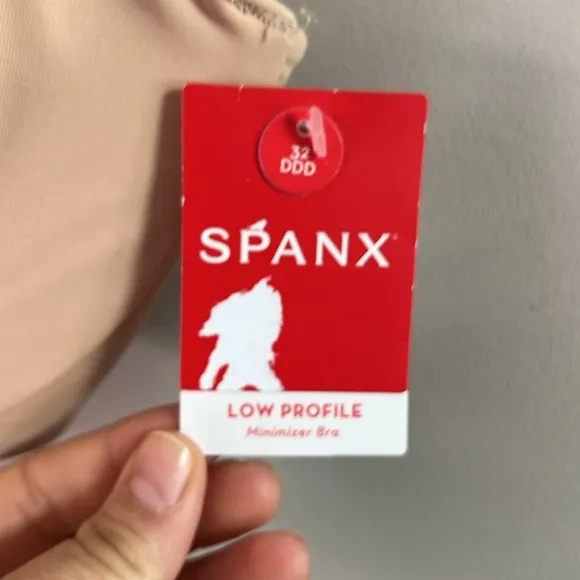 32
DDD
SPANX®
LOW PROFILE
Minimizer Bra